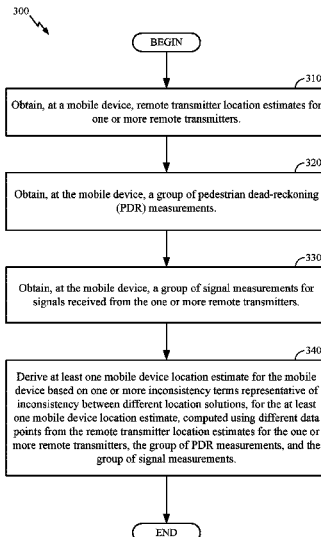 300
BEGIN
310
Obtain, at a mobile device, remote transmitter location estimates for
one or more remote transmitters.
320
Obtain, at the mobile device, a group of pedestrian dead-reckoning
(PDR) measurements.
330
Obtain, at the mobile device, a group of signal measurements for
signals received from the one or more remote transmitters.
340
Derive at least one mobile device location estimate for the mobile
device based on one or more inconsistency terms representative of
inconsistency between different location solutions, for the at least
one mobile device location estimate, computed using different data
points from the remote transmitter location estimates for the one or
more remote transmitters, the group of PDR measurements, and the
group of signal measurements.
END